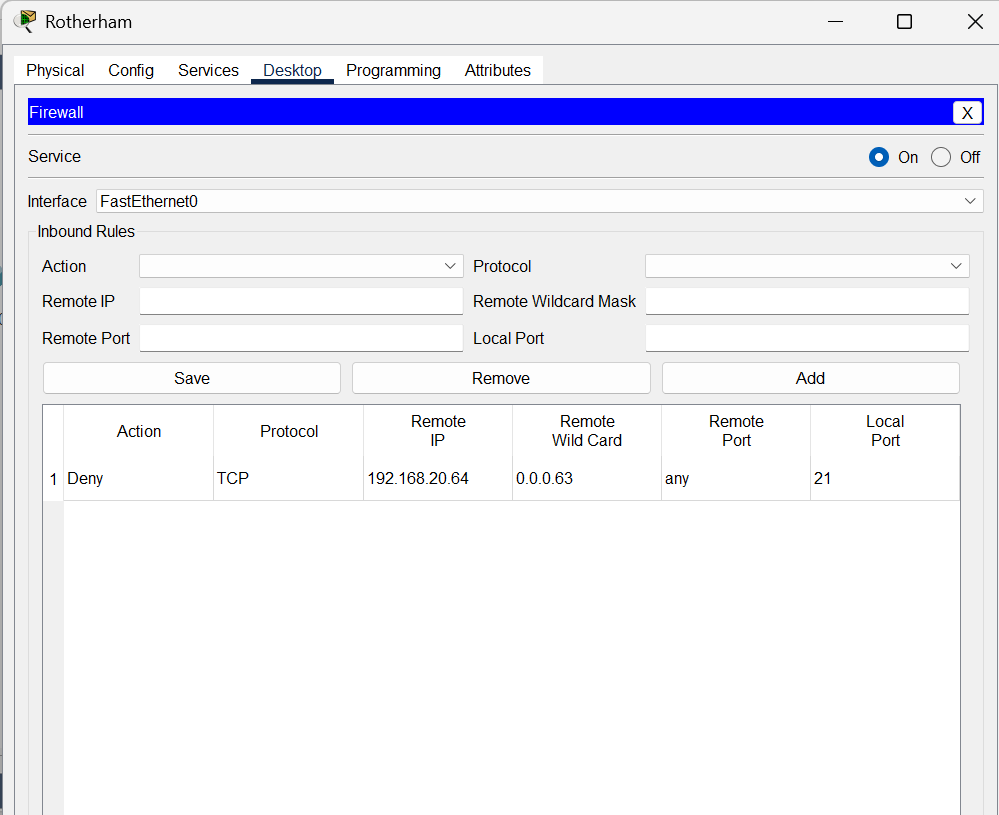 Rotherham
Physical Config Services Desktop Programming Attributes
Firewall X
Service On Off
Interface FastEthernet0
Inbound Rules
Action Protocol
Remote IP Remote Wildcard Mask
Remote Port Local Port
Save Remove Add
Action Protocol Remote IP Remote Wild Card Remote Port Local Port
1 Deny TCP 192.168.20.64 0.0.0.63 any 21